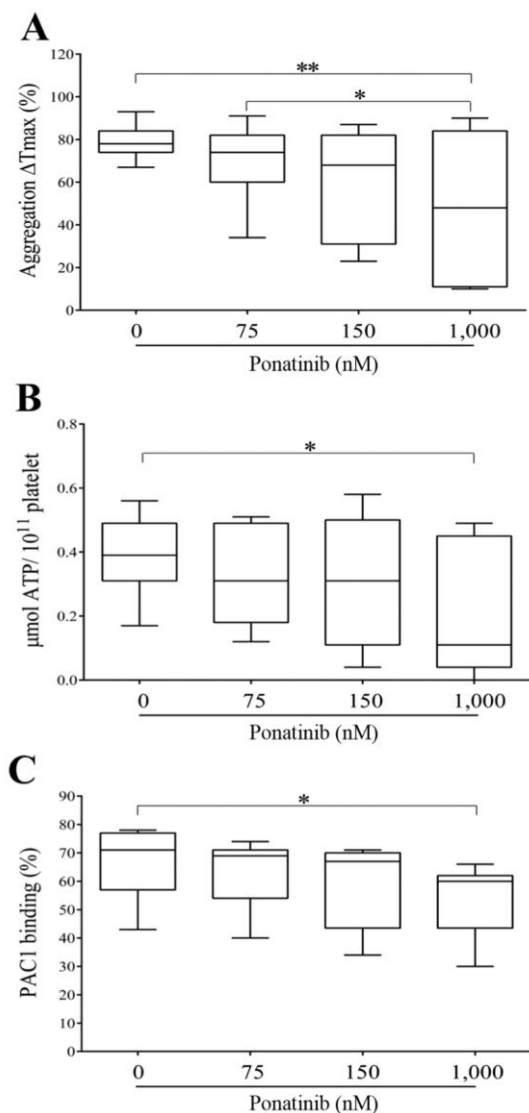 A
Aggregation ΔTmax (%)
120
100
80
60
40
20
0
**
*
0 75 150 1,000
Ponatinib (nM)
B
μmol ATP/ 10¹¹ platelet
0.8
0.6
0.4
0.2
0.0
*
0 75 150 1,000
Ponatinib (nM)
C
PAC1 binding (%)
90
80
70
60
50
40
30
20
10
0
*
0 75 150 1,000
Ponatinib (nM)